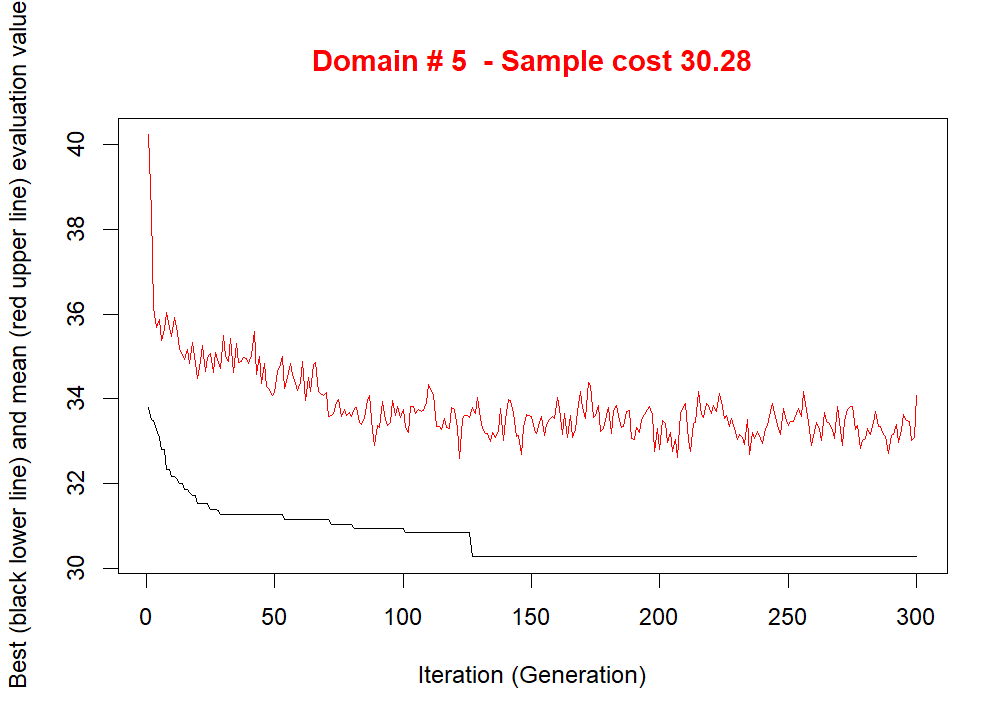 Domain # 5  - Sample cost 30.28
Best (black lower line) and mean (red upper line) evaluation value
40
38
36
34
32
30
0 50 100 150 200 250 300
Iteration (Generation)